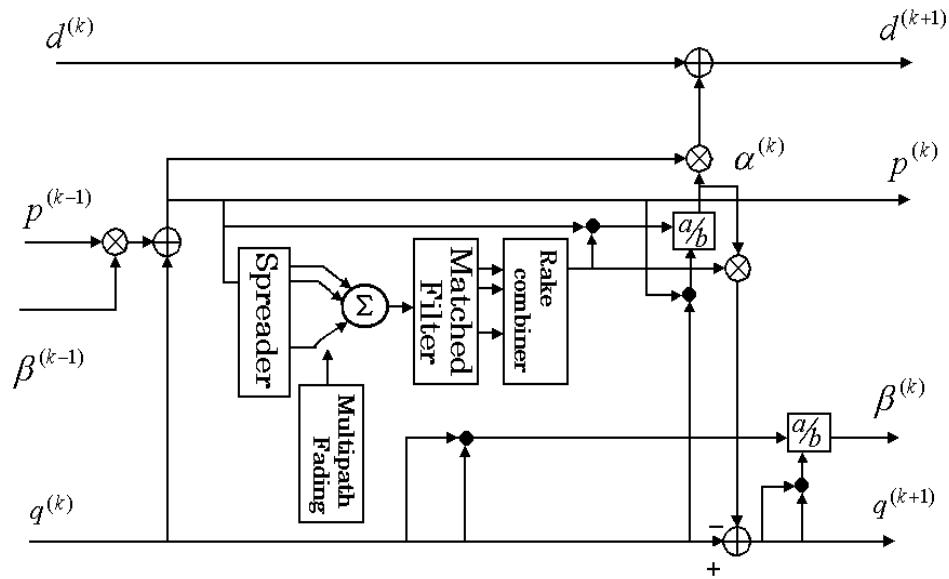 d^(k)
d^(k+1)
α^(k)
p^(k)
p^(k−1)
a/b
Spreader
Σ
Matched
Filter
Rake
combiner
β^(k−1)
Multipath
Fading
β^(k)
a/b
q^(k)
−
q^(k+1)
+